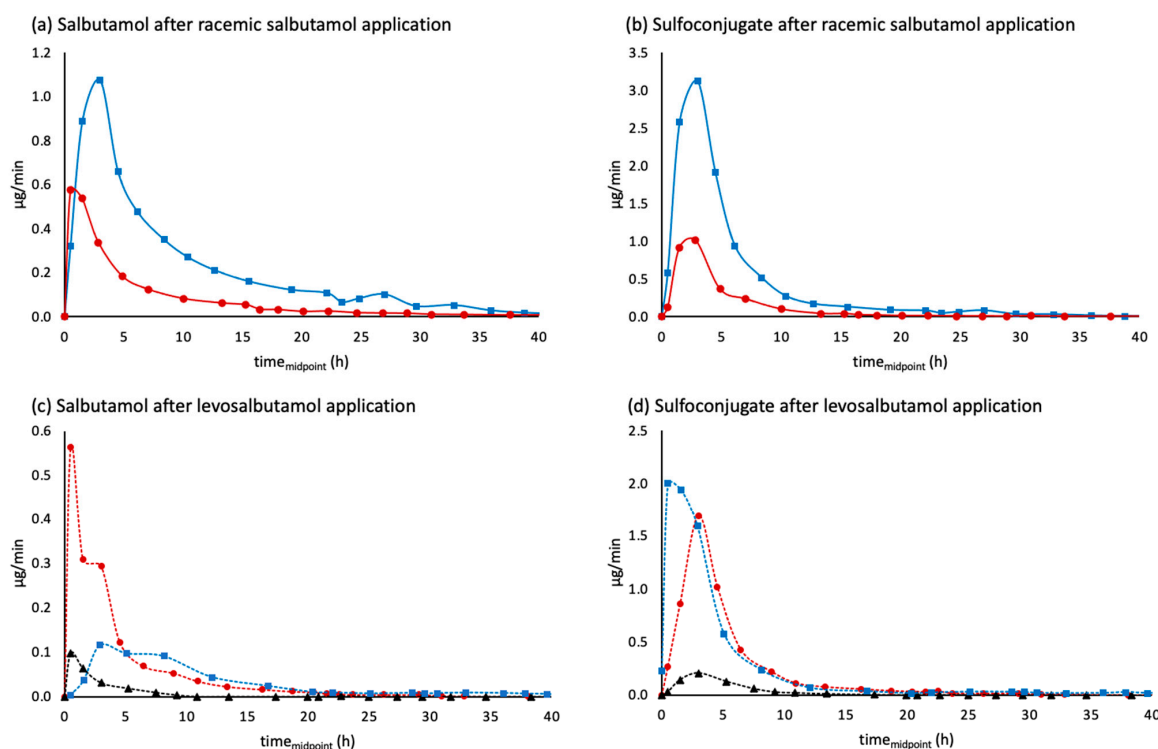 (a) Salbutamol after racemic salbutamol application
1.2
1.0
0.8
0.6
0.4
0.2
0.0
µg/min
0 5 10 15 20 25 30 35 40
timemidpoint (h)
(b) Sulfoconjugate after racemic salbutamol application
3.5
3.0
2.5
2.0
1.5
1.0
0.5
0.0
µg/min
0 5 10 15 20 25 30 35 40
timemidpoint (h)
(c) Salbutamol after levosalbutamol application
0.6
0.5
0.4
0.3
0.2
0.1
0.0
µg/min
0 5 10 15 20 25 30 35 40
timemidpoint (h)
(d) Sulfoconjugate after levosalbutamol application
2.5
2.0
1.5
1.0
0.5
0.0
µg/min
0 5 10 15 20 25 30 35 40
timemidpoint (h)